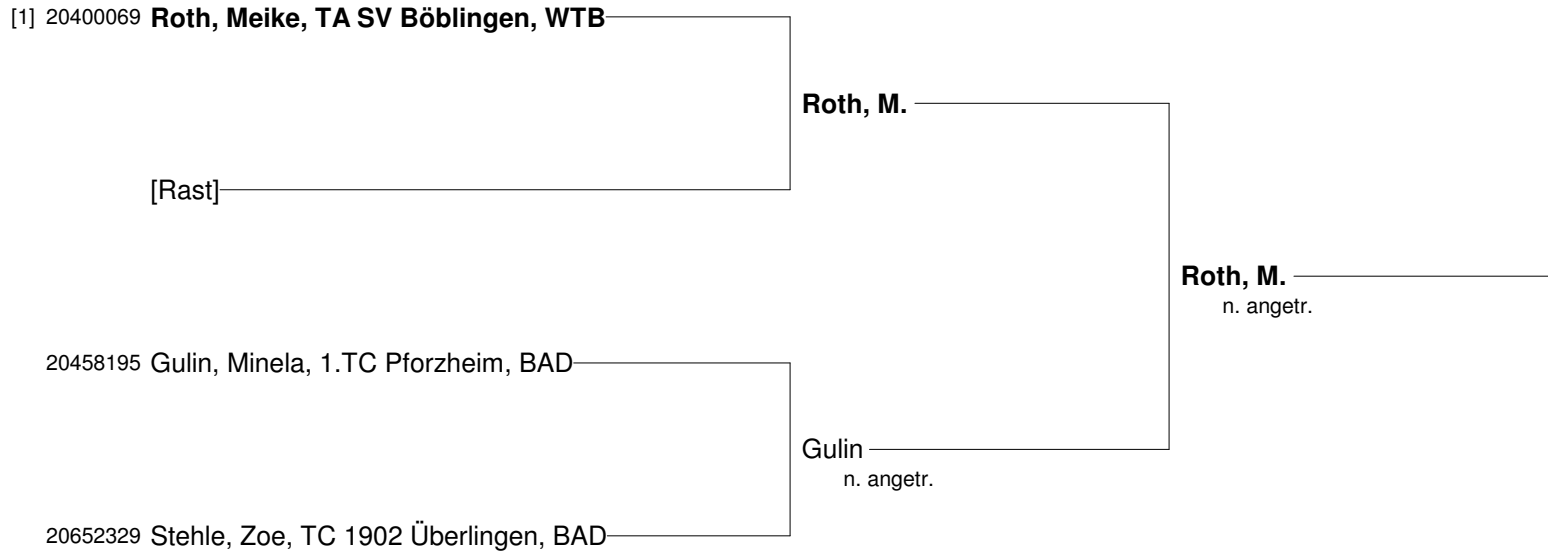 [1] 20400069 Roth, Meike, TA SV Böblingen, WTB
Roth, M.
[Rast]
Roth, M.
n. angetr.
20458195 Gulin, Minela, 1.TC Pforzheim, BAD
Gulin
n. angetr.
20652329 Stehle, Zoe, TC 1902 Überlingen, BAD